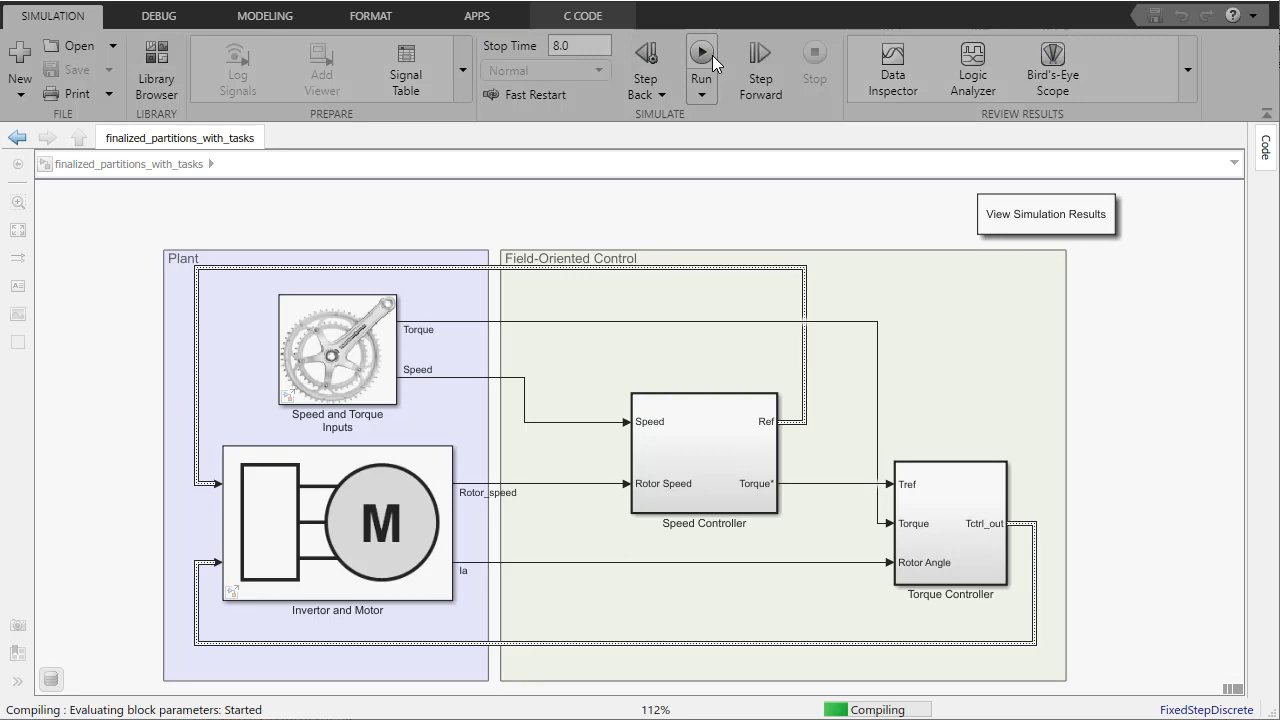 SIMULATION DEBUG MODELING FORMAT APPS C CODE
New
Open
Save
Print
FILE
Library
Browser
LIBRARY
Log
Signals
Add
Viewer
Signal
Table
PREPARE
Stop Time 8.0
Normal
Fast Restart
Step
Back
Run
Step
Forward
Stop
SIMULATE
Data
Inspector
Logic
Analyzer
Bird's-Eye
Scope
REVIEW RESULTS
finalized_partitions_with_tasks
finalized_partitions_with_tasks
Code
View Simulation Results
Plant
Field-Oriented Control
Torque
Speed
Speed and Torque
Inputs
Speed
Ref
Rotor Speed
Torque*
Speed Controller
Rotor_speed
M
Ia
Invertor and Motor
Tref
Torque
Tctrl_out
Rotor Angle
Torque Controller
Compiling : Evaluating block parameters: Started
112%
Compiling
FixedStepDiscrete